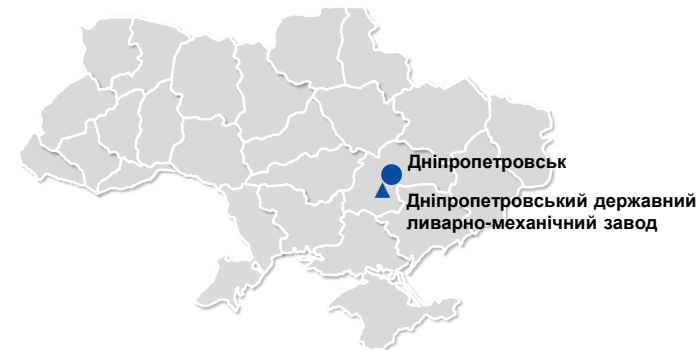 Дніпропетровськ
Дніпропетровський державний
ливарно-механічний завод